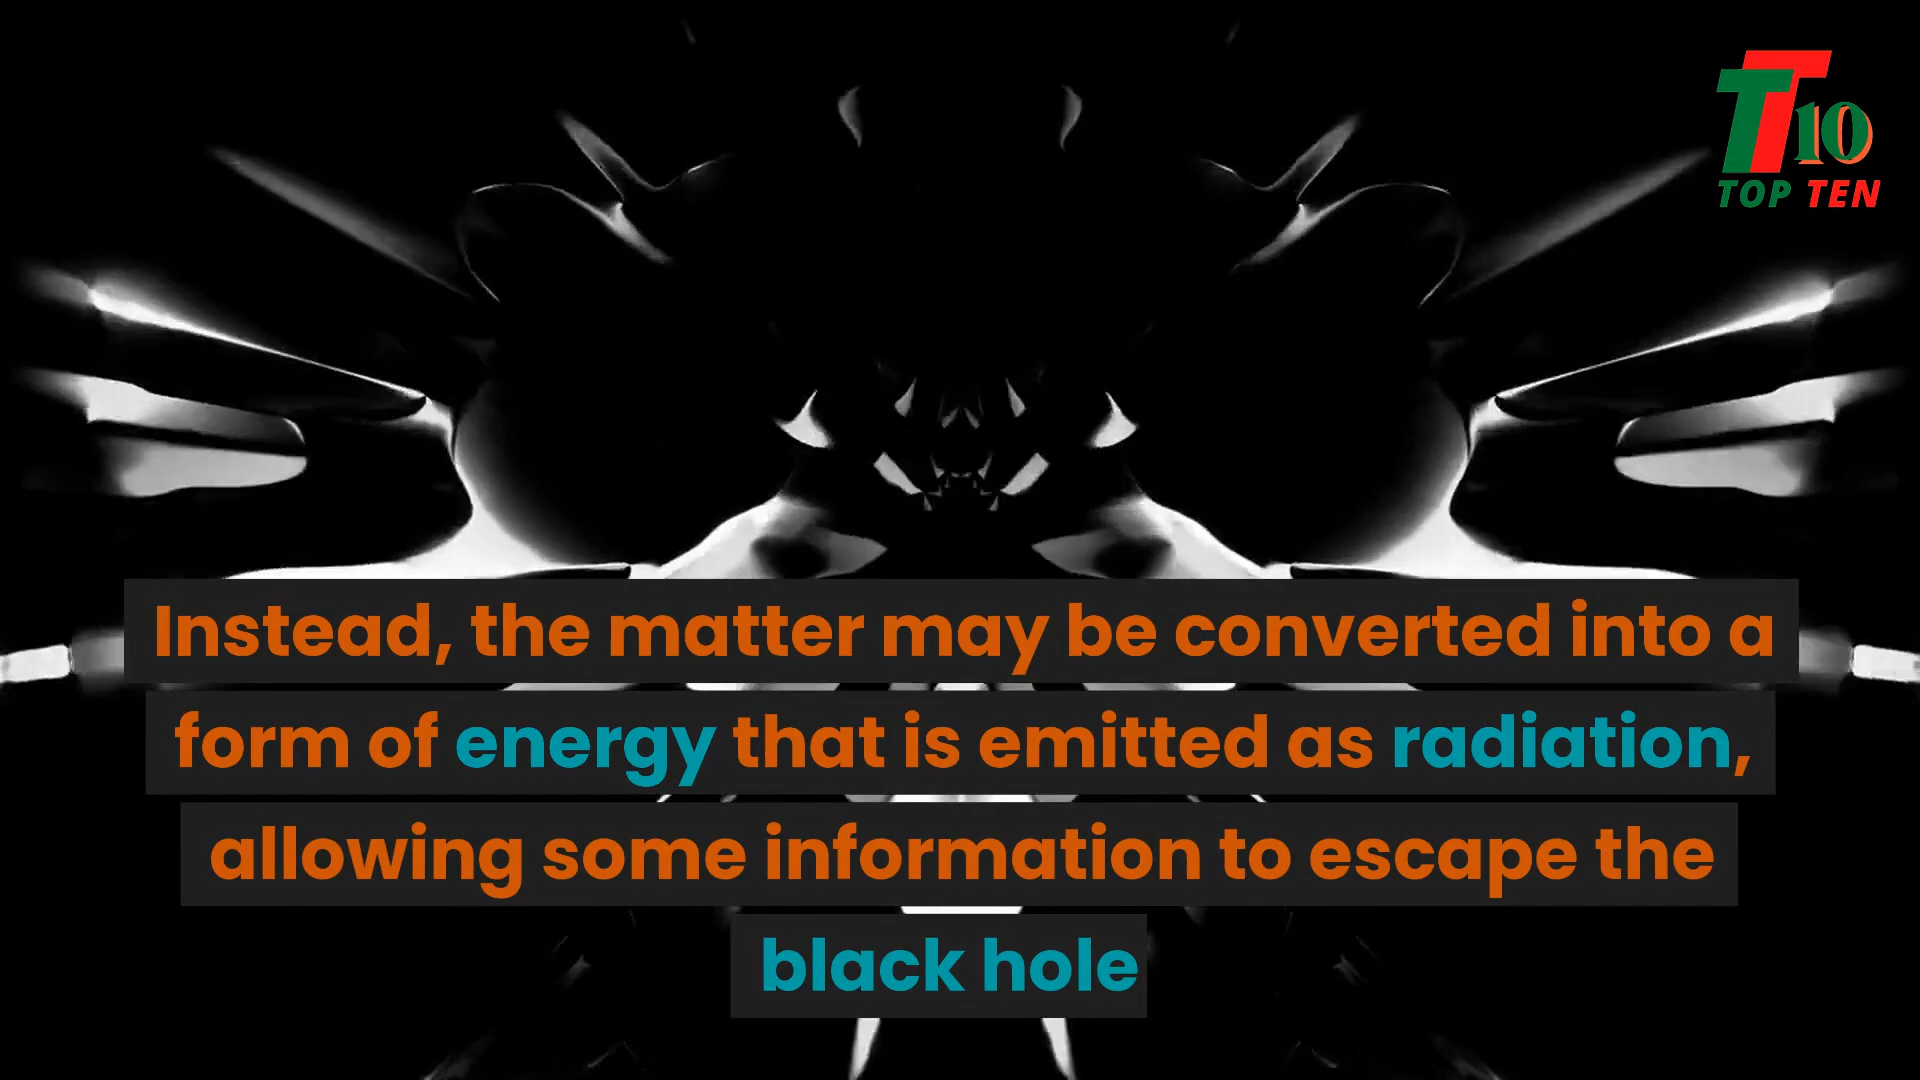 TT10
TOP TEN
Instead, the matter may be converted into a
form of energy that is emitted as radiation,
allowing some information to escape the
black hole